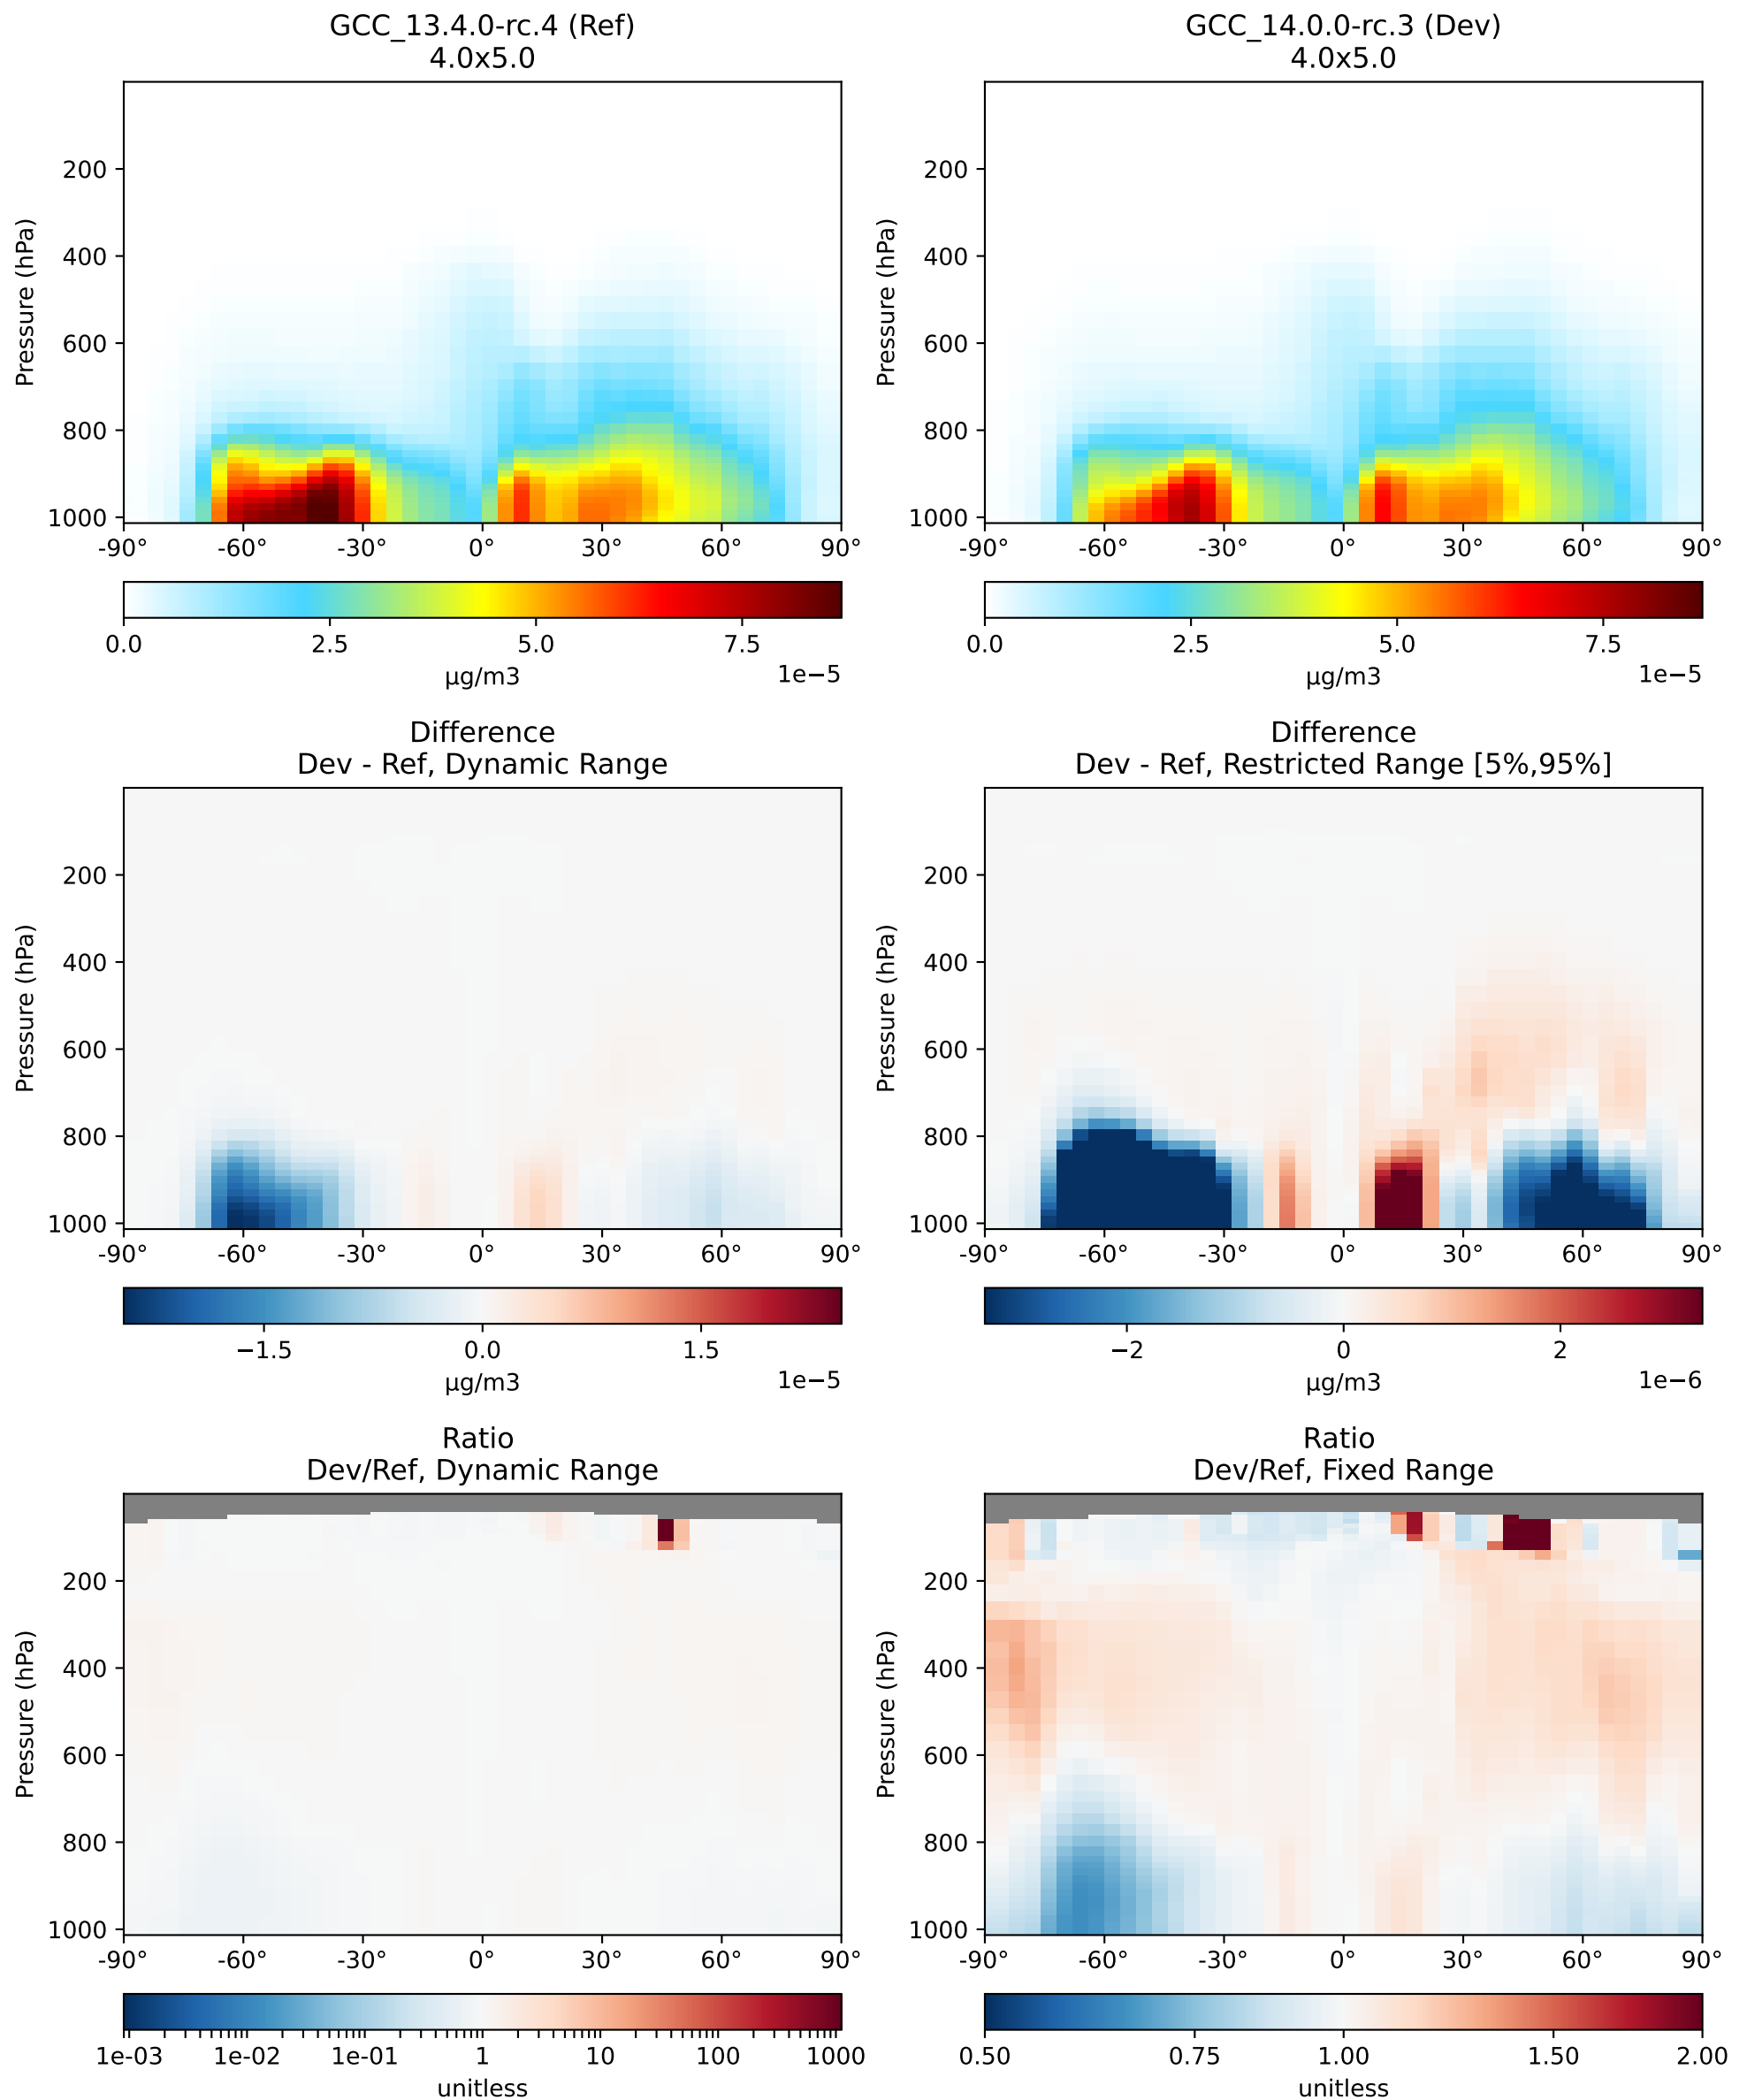 GCC_13.4.0-rc.4 (Ref)
4.0x5.0
Pressure (hPa)
200
400
600
800
1000
-90° -60° -30° 0° 30° 60° 90°
0.0 2.5 5.0 7.5
1e−5
μg/m3
GCC_14.0.0-rc.3 (Dev)
4.0x5.0
Pressure (hPa)
200
400
600
800
1000
-90° -60° -30° 0° 30° 60° 90°
0.0 2.5 5.0 7.5
1e−5
μg/m3
Difference
Dev - Ref, Dynamic Range
Pressure (hPa)
200
400
600
800
1000
-90° -60° -30° 0° 30° 60° 90°
−1.5 0.0 1.5
1e−5
μg/m3
Difference
Dev - Ref, Restricted Range [5%,95%]
Pressure (hPa)
200
400
600
800
1000
-90° -60° -30° 0° 30° 60° 90°
−2 0 2
1e−6
μg/m3
Ratio
Dev/Ref, Dynamic Range
Pressure (hPa)
200
400
600
800
1000
-90° -60° -30° 0° 30° 60° 90°
1e-03 1e-02 1e-01 1 10 100 1000
unitless
Ratio
Dev/Ref, Fixed Range
Pressure (hPa)
200
400
600
800
1000
-90° -60° -30° 0° 30° 60° 90°
0.50 0.75 1.00 1.50 2.00
unitless